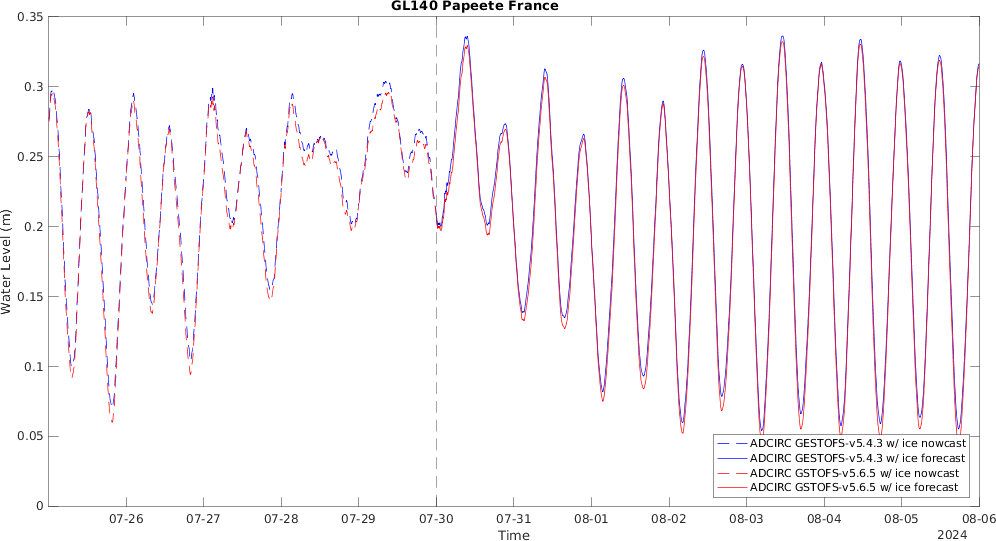 GL140 Papeete France
0.35
0.3
0.25
0.2
0.15
0.1
0.05
0
Water Level (m)
ADCIRC GESTOFS-v5.4.3 w/ ice nowcast
ADCIRC GESTOFS-v5.4.3 w/ ice forecast
ADCIRC GSTOFS-v5.6.5 w/ ice nowcast
ADCIRC GSTOFS-v5.6.5 w/ ice forecast
07-26 07-27 07-28 07-29 07-30 07-31 08-01 08-02 08-03 08-04 08-05 08-06
Time
2024